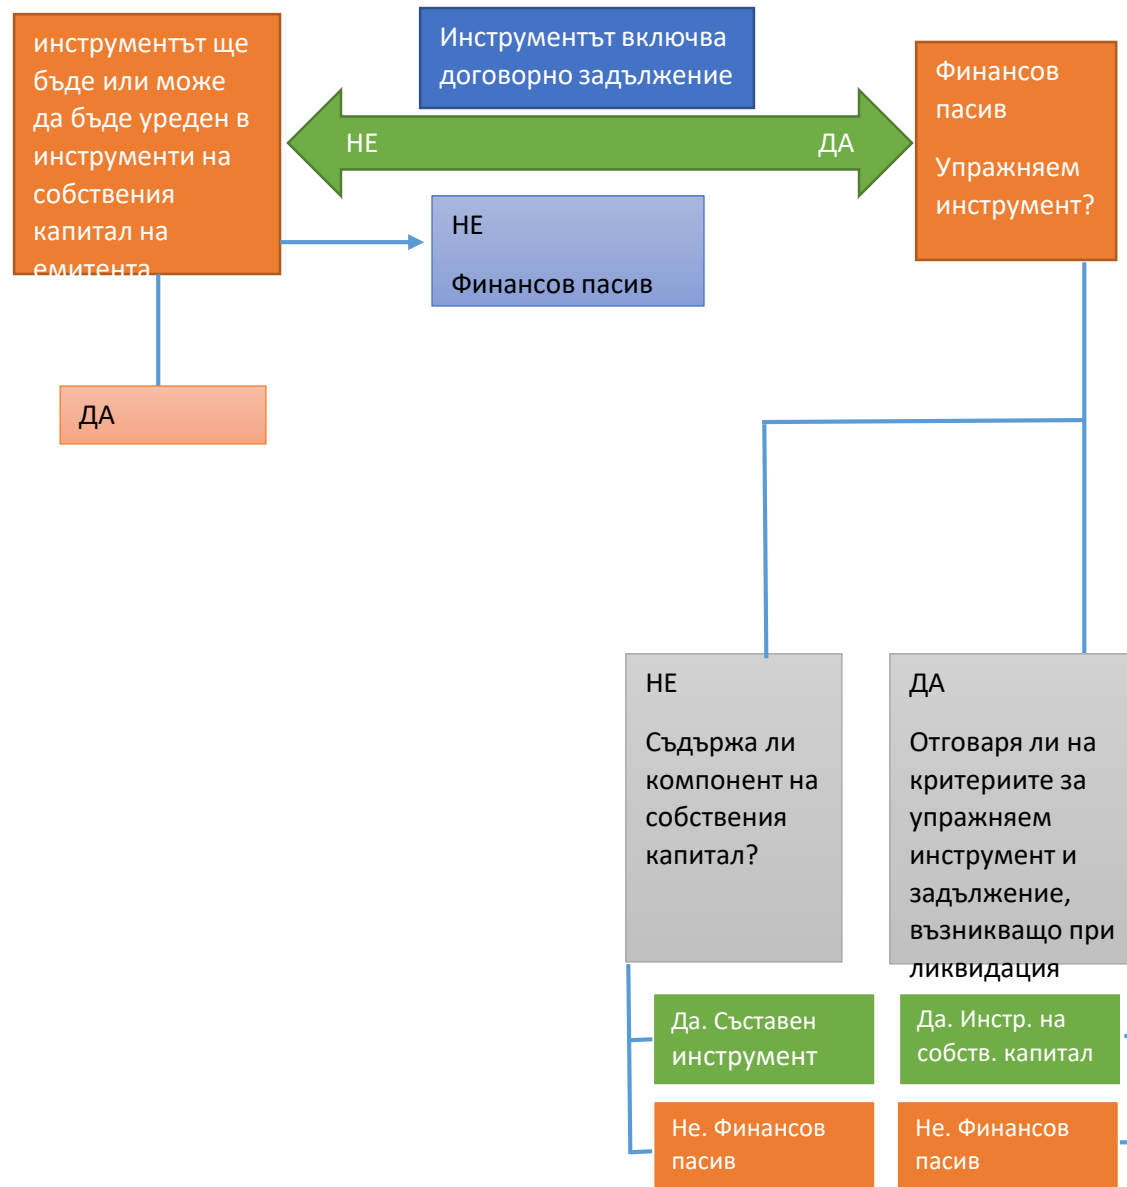 инструментът ще
бъде или може
да бъде уреден в
инструменти на
собствения
капитал на
емитента
Инструментът включва
договорно задължение
Финансов
пасив
Упражняем
инструмент?
НЕ
ДА
НЕ
Финансов пасив
ДА
НЕ
Съдържа ли
компонент на
собствения
капитал?
ДА
Отговаря ли на
критериите за
упражняем
инструмент и
задължение,
възникващо при
ликвидация
Да. Съставен
инструмент
Да. Инстр. на
собств. капитал
Не. Финансов
пасив
Не. Финансов
пасив